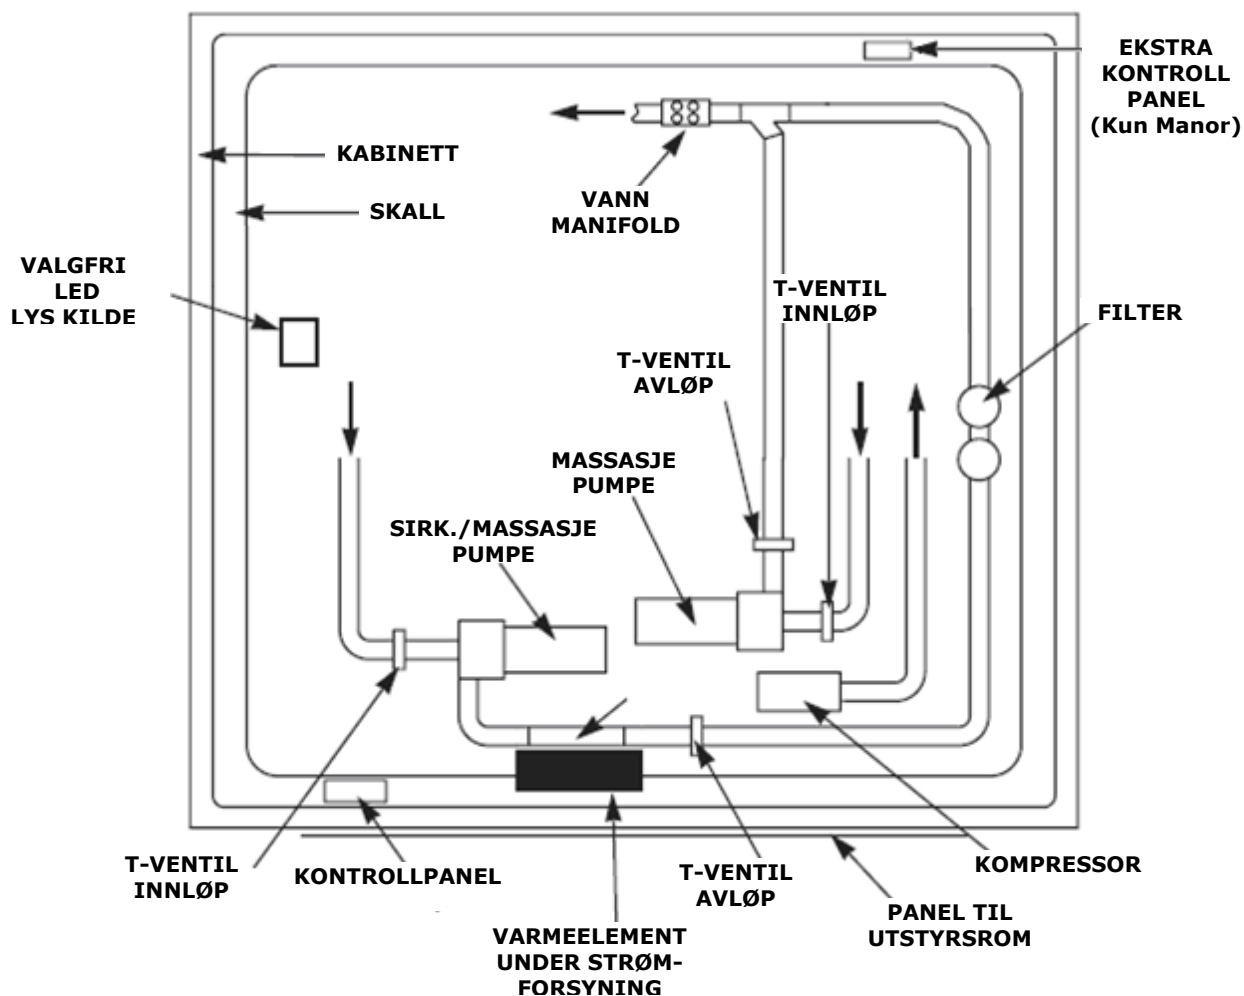 EKSTRA
KONTROLL
PANEL
(Kun Manor)
KABINETT
VANN
MANIFOLD
SKALL
VALGFRI
LED
LYS KILDE
T-VENTIL
INNLØP
FILTER
T-VENTIL
AVLØP
MASSASJE
PUMPE
SIRK./MASSASJE
PUMPE
T-VENTIL
INNLØP
KONTROLLPANEL
T-VENTIL
AVLØP
KOMPRESSOR
PANEL TIL
UTSTYRSROM
VARMEELEMENT
UNDER STRØM-
FORSYNING